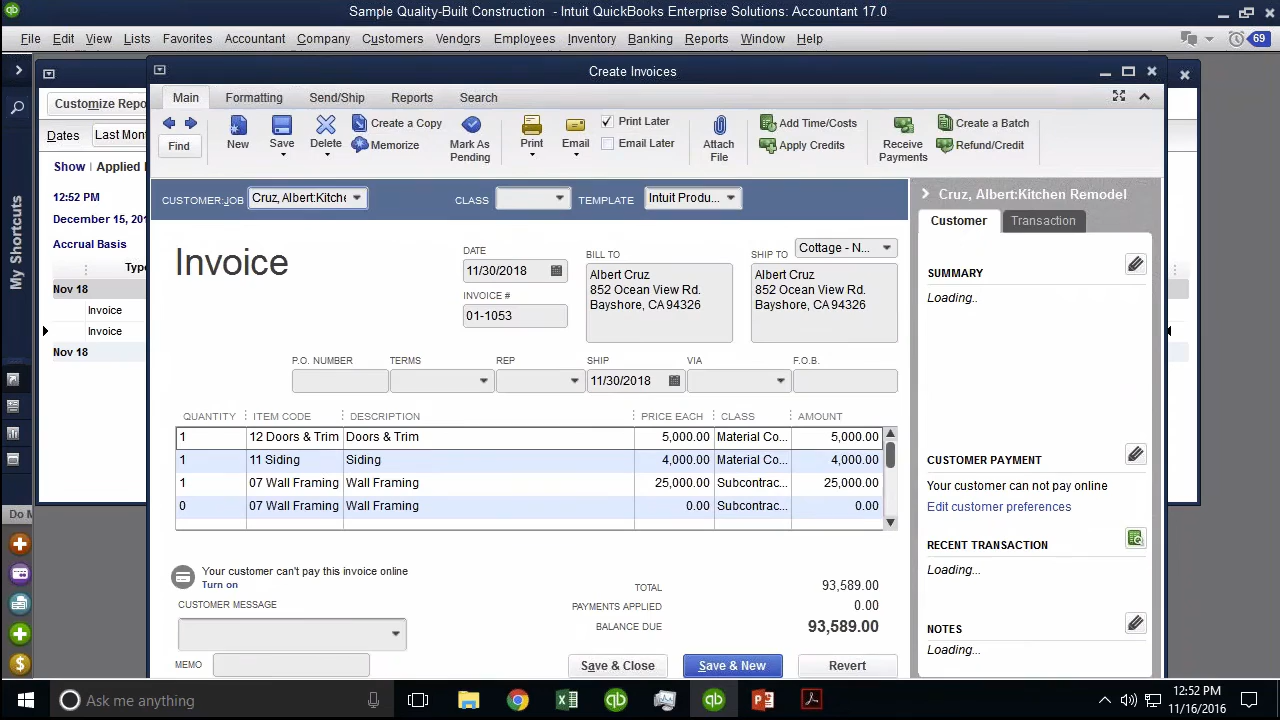 Sample Quality-Built Construction - Intuit QuickBooks Enterprise Solutions: Accountant 17.0
File Edit View Lists Favorites Accountant Company Customers Vendors Employees Inventory Banking Reports Window Help
69
Create Invoices
Customize Repo
Dates Last Mon
Show Applied
12:52 PM
December 15, 20
Accrual Basis
Type
Nov 18
Invoice
Invoice
Nov 18
My Shortcuts
Do M
Main Formatting Send/Ship Reports Search
Find
New
Save
Delete
Create a Copy
Memorize
Mark As
Pending
Print
Email
Print Later
Email Later
Attach
File
Add Time/Costs
Apply Credits
Receive
Payments
Create a Batch
Refund/Credit
CUSTOMER:JOB Cruz, Albert:Kitche CLASS TEMPLATE Intuit Produ...
Invoice
DATE
11/30/2018
INVOICE #
01-1053
BILL TO
Albert Cruz
852 Ocean View Rd.
Bayshore, CA 94326
SHIP TO Cottage - N...
Albert Cruz
852 Ocean View Rd.
Bayshore, CA 94326
P.O. NUMBER TERMS REP SHIP VIA F.O.B.
11/30/2018
QUANTITY ITEM CODE DESCRIPTION PRICE EACH CLASS AMOUNT
1 12 Doors & Trim Doors & Trim 5,000.00 Material Co... 5,000.00
1 11 Siding Siding 4,000.00 Material Co... 4,000.00
1 07 Wall Framing Wall Framing 25,000.00 Subcontrac... 25,000.00
0 07 Wall Framing Wall Framing 0.00 Subcontrac... 0.00
Your customer can't pay this invoice online
Turn on
CUSTOMER MESSAGE
MEMO
TOTAL 93,589.00
PAYMENTS APPLIED 0.00
BALANCE DUE 93,589.00
Save & Close Save & New Revert
Cruz, Albert:Kitchen Remodel
Customer Transaction
SUMMARY
Loading..
CUSTOMER PAYMENT
Your customer can not pay online
Edit customer preferences
RECENT TRANSACTION
Loading...
NOTES
Loading...
Ask me anything
12:52 PM
11/16/2016